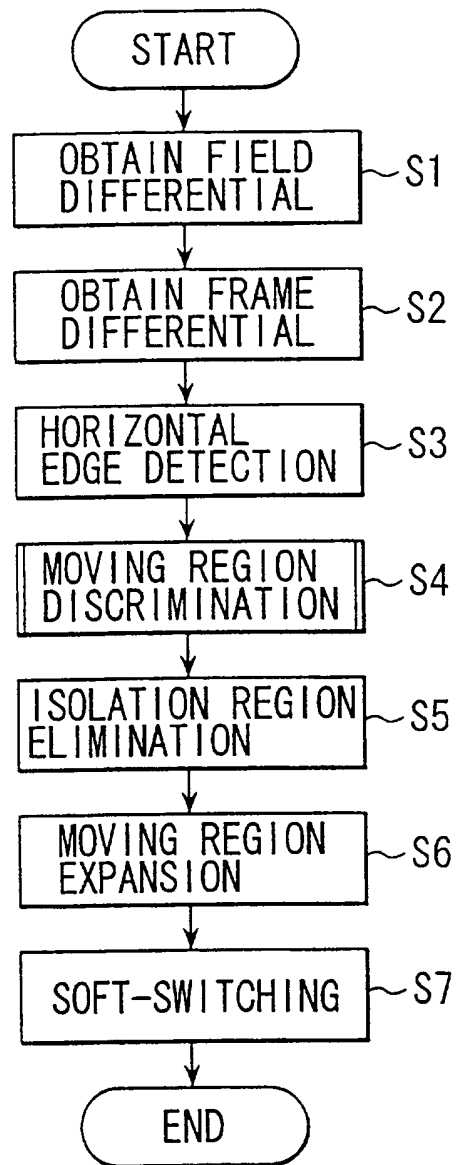 START
OBTAIN FIELD
DIFFERENTIAL
S1
OBTAIN FRAME
DIFFERENTIAL
S2
HORIZONTAL
EDGE DETECTION
S3
MOVING REGION
DISCRIMINATION
S4
ISOLATION REGION
ELIMINATION
S5
MOVING REGION
EXPANSION
S6
SOFT-SWITCHING
S7
END